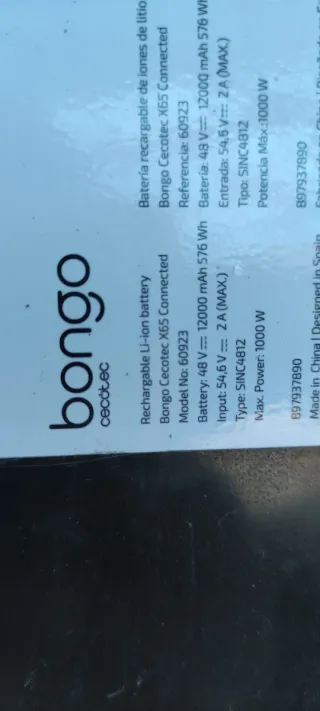 bongo
cecotec
Rechargable Li-ion battery
Bongo Cecotec X65 Connected
Model No: 60923
Battery: 48 V⎓ 12000 mAh 576 Wh
Input: 54,6 V⎓ 2 A (MAX.)
Type: SINC4812
Max. Power: 1000 W
B97937890
Made in China | Designed in Spain
Batería recargable de iones de litio
Bongo Cecotec X65 Connected
Referencia: 60923
Batería: 48 V⎓ 12000 mAh 576 Wh
Entrada: 54,6 V⎓ 2 A (MAX.)
Tipo: SINC4812
Potencia Máx.:1000 W
B97937890